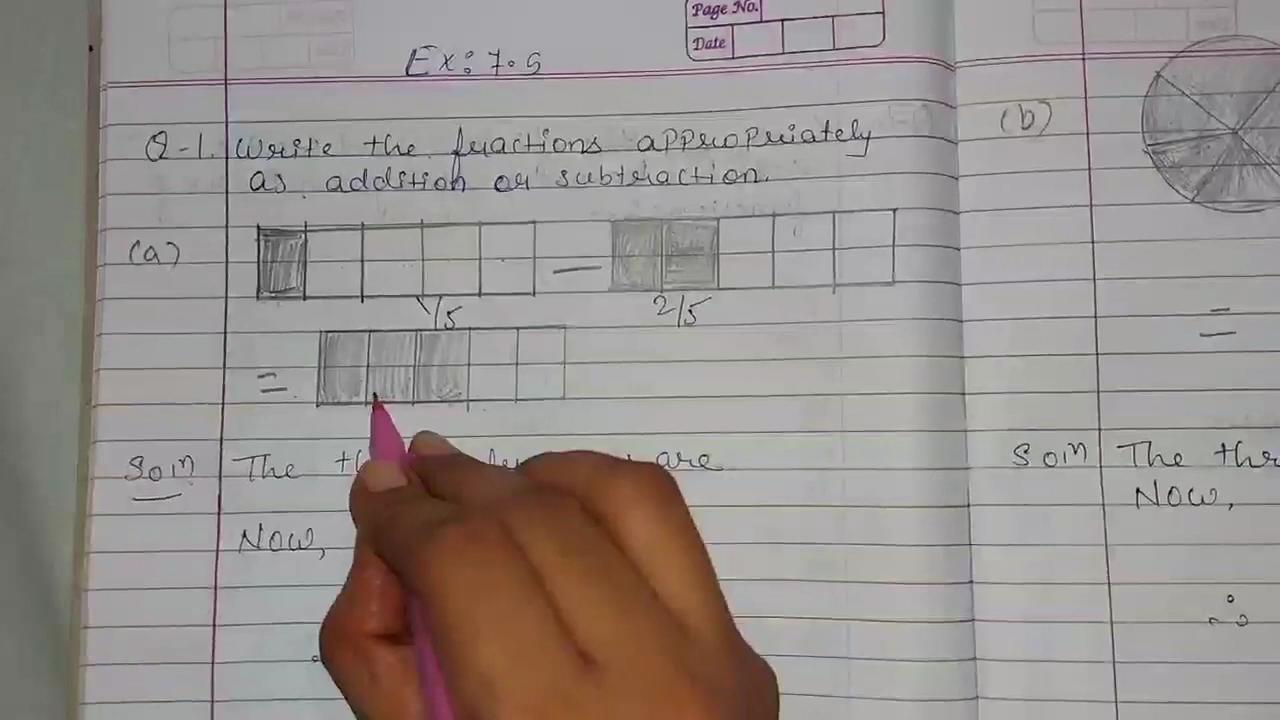 Page No.
Date
Ex: 7.5
Q-1. Write the fractions appropriately
as addition or subtraction.
(a)
—
1/5
2/5
=
Soln The are
Now,
(b)
=
Soln The thr
Now,
∴